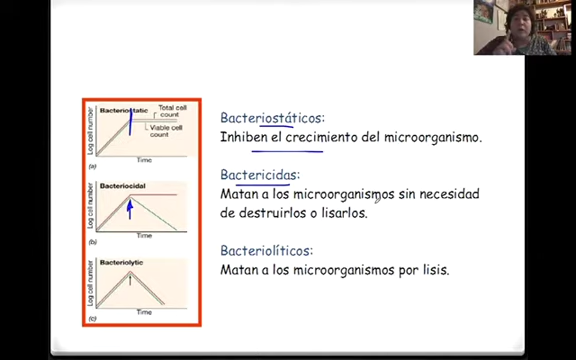 Bacteriostatic
Total cell
count
Viable cell
count
Log cell number
Time
(a)
Bacteriocidal
Log cell number
Time
(b)
Bacteriolytic
Log cell number
Time
(c)
Bacteriostáticos:
Inhiben el crecimiento del microorganismo.
Bactericidas:
Matan a los microorganismos sin necesidad
de destruirlos o lisarlos.
Bacteriolíticos:
Matan a los microorganismos por lisis.